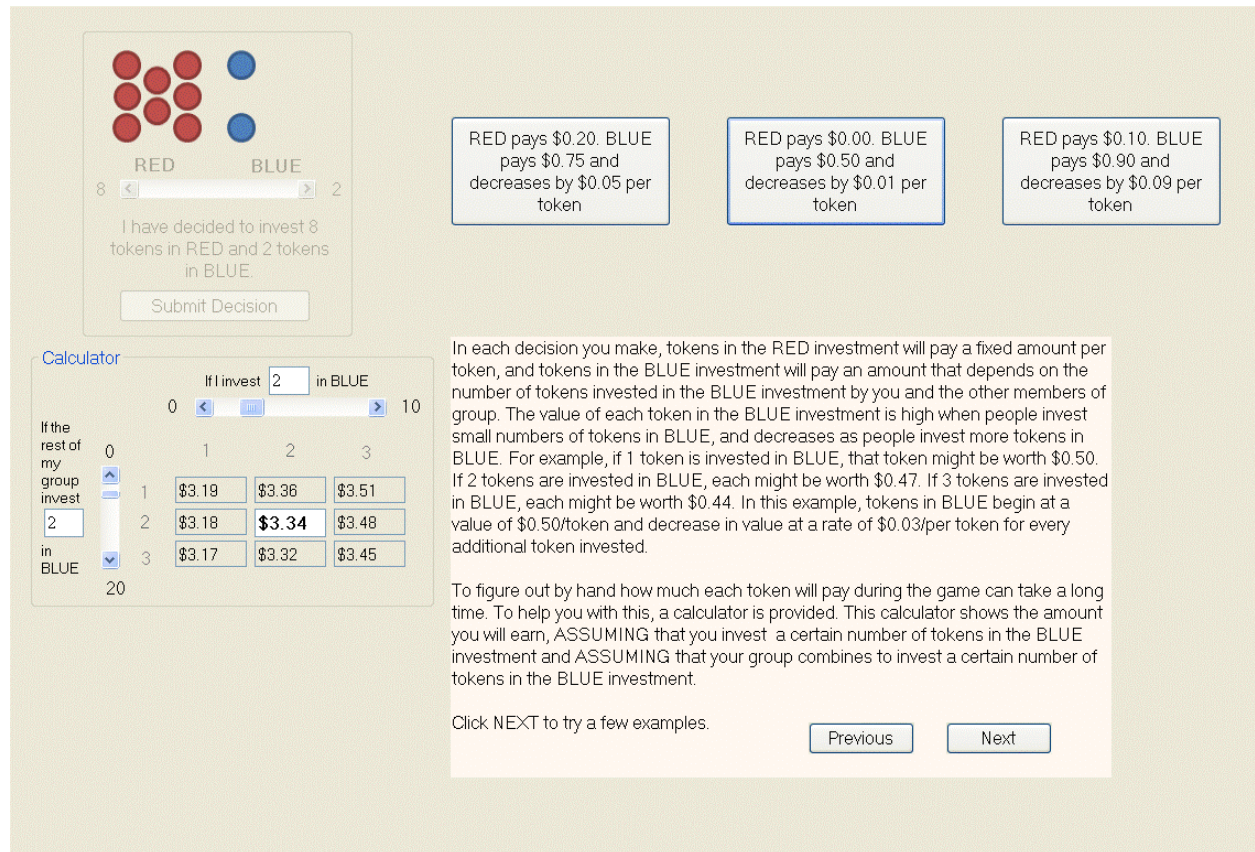 RED BLUE
8 2
I have decided to invest 8
tokens in RED and 2 tokens
in BLUE.
Submit Decision
RED pays $0.20. BLUE
pays $0.75 and
decreases by $0.05 per
token
RED pays $0.00. BLUE
pays $0.50 and
decreases by $0.01 per
token
RED pays $0.10. BLUE
pays $0.90 and
decreases by $0.09 per
token
Calculator
If I invest 2 in BLUE
0 10
If the
rest of
my
group
invest
2
in
BLUE
0
20
1 2 3
1 $3.19 $3.36 $3.51
2 $3.18 $3.34 $3.48
3 $3.17 $3.32 $3.45
In each decision you make, tokens in the RED investment will pay a fixed amount per
token, and tokens in the BLUE investment will pay an amount that depends on the
number of tokens invested in the BLUE investment by you and the other members of
group. The value of each token in the BLUE investment is high when people invest
small numbers of tokens in BLUE, and decreases as people invest more tokens in
BLUE. For example, if 1 token is invested in BLUE, that token might be worth $0.50.
If 2 tokens are invested in BLUE, each might be worth $0.47. If 3 tokens are invested
in BLUE, each might be worth $0.44. In this example, tokens in BLUE begin at a
value of $0.50/token and decrease in value at a rate of $0.03/per token for every
additional token invested.
To figure out by hand how much each token will pay during the game can take a long
time. To help you with this, a calculator is provided. This calculator shows the amount
you will earn, ASSUMING that you invest a certain number of tokens in the BLUE
investment and ASSUMING that your group combines to invest a certain number of
tokens in the BLUE investment.
Click NEXT to try a few examples.
Previous
Next